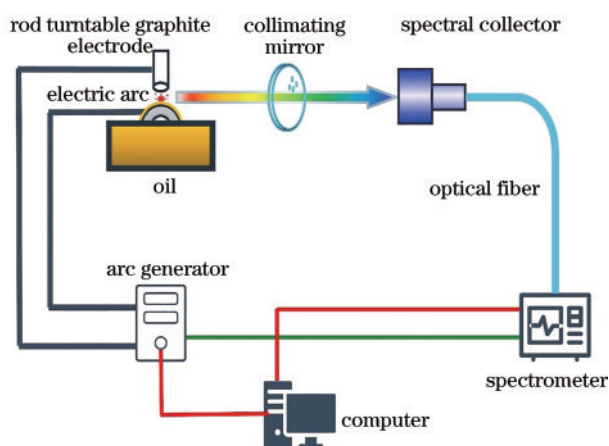 rod turntable graphite
electrode
collimating
mirror
spectral collector
electric arc
oil
optical fiber
arc generator
spectrometer
computer